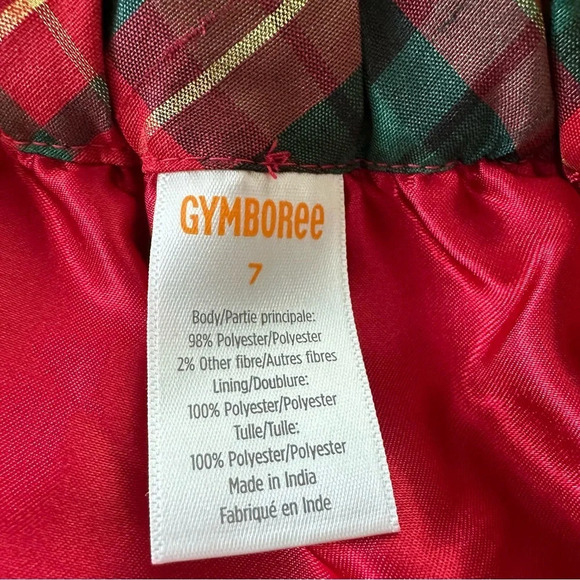 GYMBORee
7
Body/Partie principale:
98% Polyester/Polyester
2% Other fibre/Autres fibres
Lining/Doublure:
100% Polyester/Polyester
Tulle/Tulle:
100% Polyester/Polyester
Made in India
Fabriqué en Inde